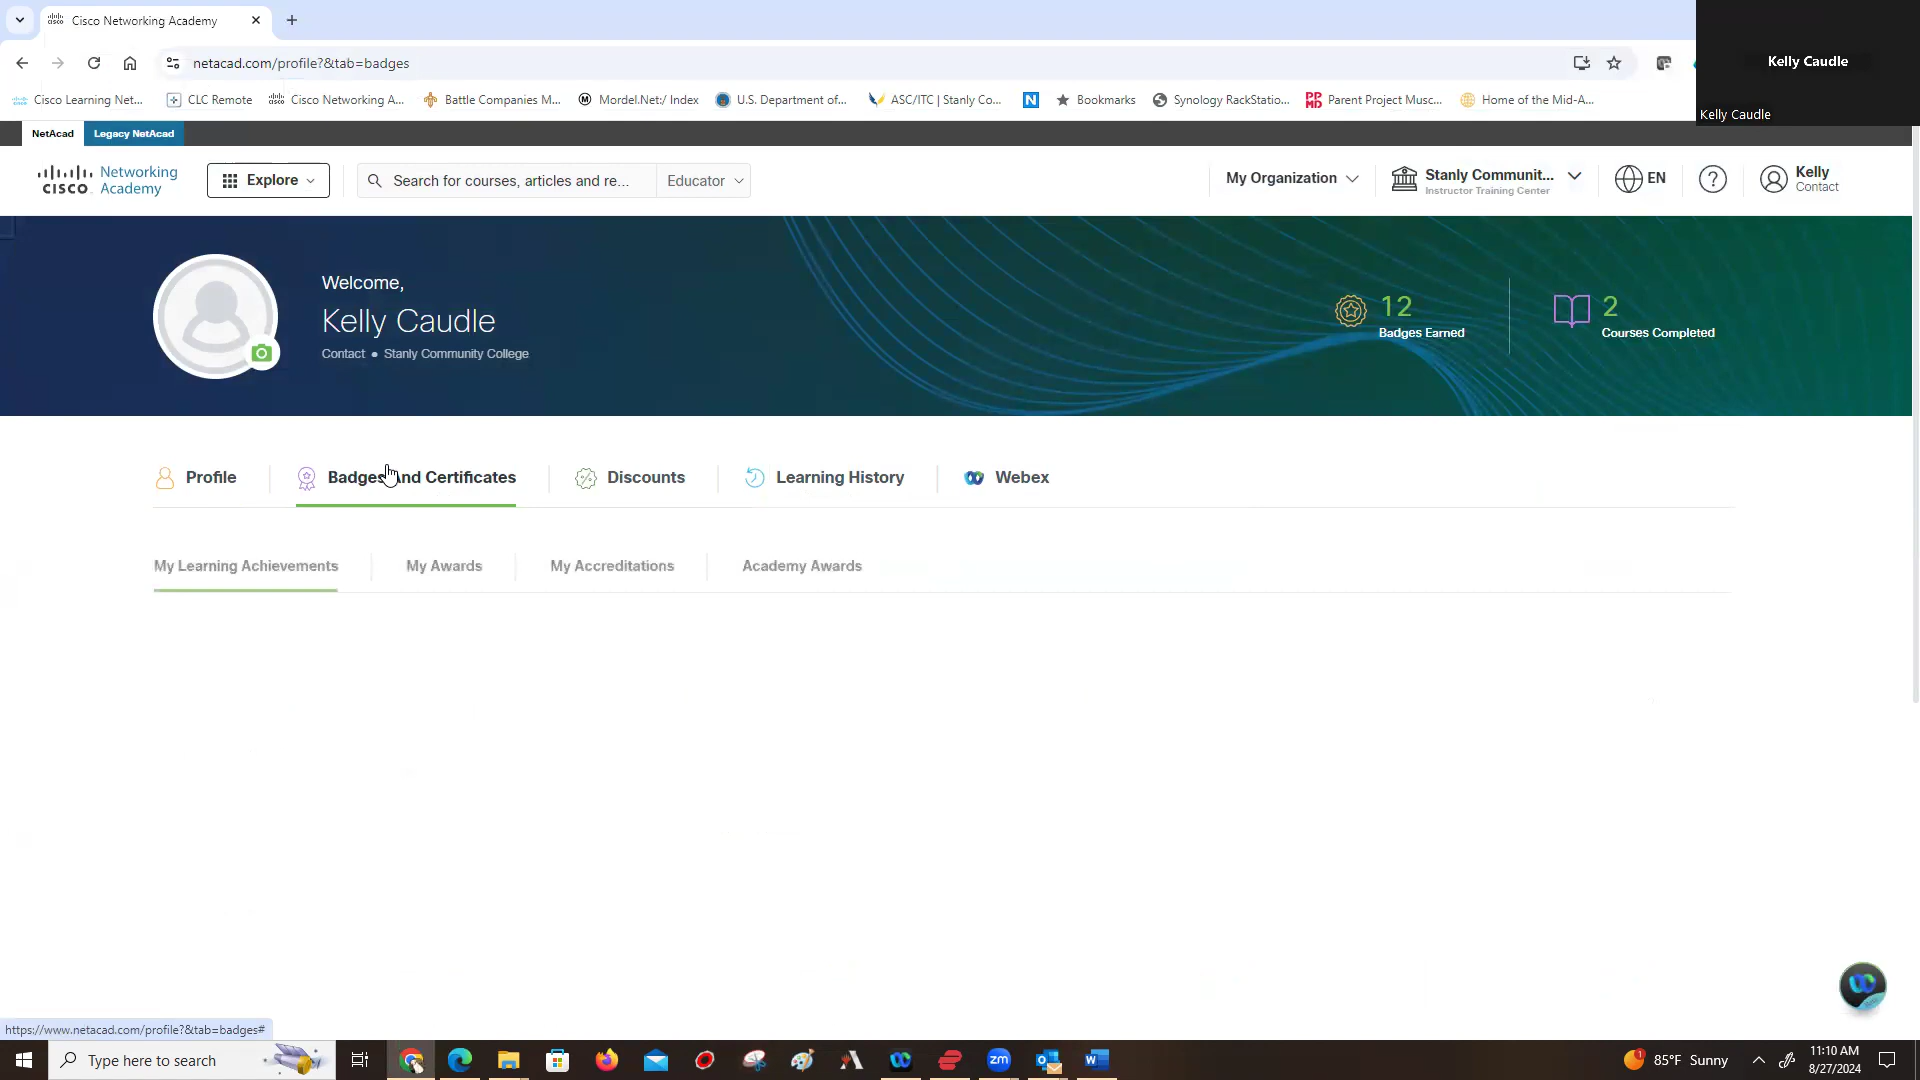 Cisco Networking Academy
netacad.com/profile?&tab=badges
Cisco Learning Net...
CLC Remote
Cisco Networking A...
Battle Companies M...
Mordel.Net:/ Index
U.S. Department of...
ASC/ITC | Stanly Co...
Bookmarks
Synology RackStatio...
Parent Project Musc...
Home of the Mid-A...
Kelly Caudle
Kelly Caudle
NetAcad
Legacy NetAcad
CISCO Networking Academy
Explore
Search for courses, articles and re...
Educator
My Organization
Stanly Communit...
Instructor Training Center
EN
Kelly
Contact
Welcome,
Kelly Caudle
Contact • Stanly Community College
12
Badges Earned
2
Courses Completed
Profile
Badges And Certificates
Discounts
Learning History
Webex
My Learning Achievements
My Awards
My Accreditations
Academy Awards
https://www.netacad.com/profile?&tab=badges#
Type here to search
85°F Sunny
11:10 AM
8/27/2024